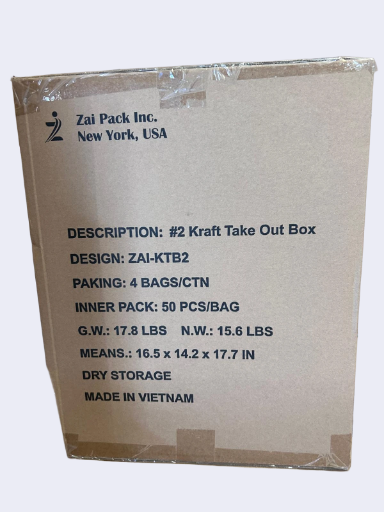 Zai Pack Inc.
New York, USA
DESCRIPTION: #2 Kraft Take Out Box
DESIGN: ZAI-KTB2
PAKING: 4 BAGS/CTN
INNER PACK: 50 PCS/BAG
G.W.: 17.8 LBS N.W.: 15.6 LBS
MEANS.: 16.5 x 14.2 x 17.7 IN
DRY STORAGE
MADE IN VIETNAM